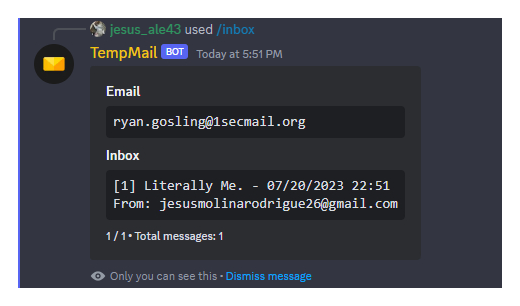 jesus_ale43 used /inbox
TempMail BOT Today at 5:51 PM
Email
ryan.gosling@1secmail.org
Inbox
[1] Literally Me. - 07/20/2023 22:51
From: jesusmolinarodrigue26@gmail.com
1 / 1 • Total messages: 1
Only you can see this • Dismiss message